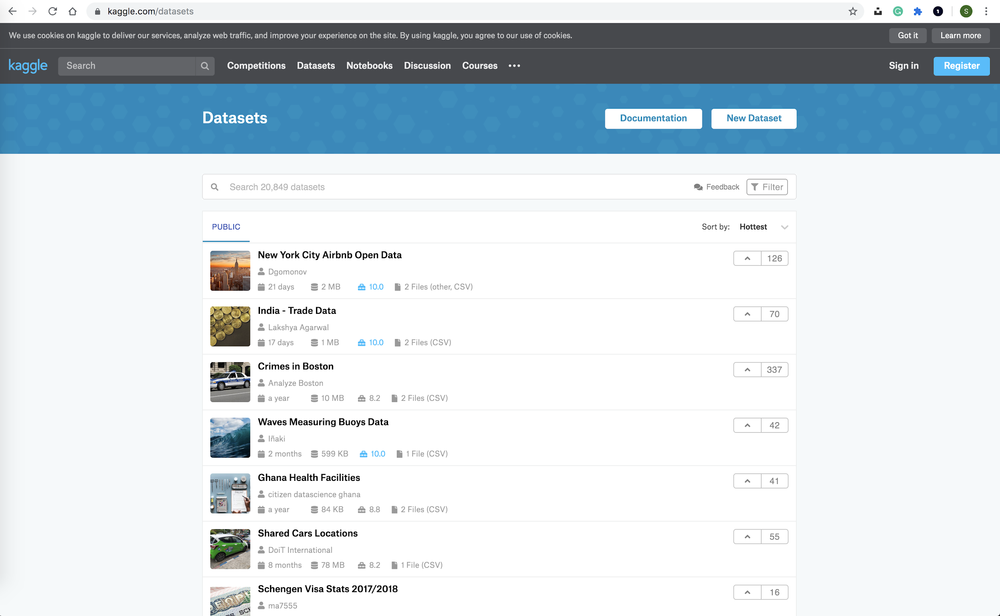 kaggle.com/datasets
1
S
We use cookies on kaggle to deliver our services, analyze web traffic, and improve your experience on the site. By using kaggle, you agree to our use of cookies.
Got it
Learn more
kaggle
Search
Competitions
Datasets
Notebooks
Discussion
Courses
Sign in
Register
Datasets
Documentation
New Dataset
Search 20,849 datasets
Feedback
Filter
PUBLIC
Sort by: Hottest
New York City Airbnb Open Data
126
Dgomonov
21 days 2 MB 10.0 2 Files (other, CSV)
India - Trade Data
70
Lakshya Agarwal
17 days 1 MB 10.0 2 Files (CSV)
Crimes in Boston
337
Analyze Boston
a year 10 MB 8.2 2 Files (CSV)
Waves Measuring Buoys Data
42
Iñaki
2 months 599 KB 10.0 1 File (CSV)
Ghana Health Facilities
41
citizen datascience ghana
a year 84 KB 8.8 2 Files (CSV)
Shared Cars Locations
55
DoiT International
8 months 78 MB 8.2 1 File (CSV)
Schengen Visa Stats 2017/2018
16
ma7555